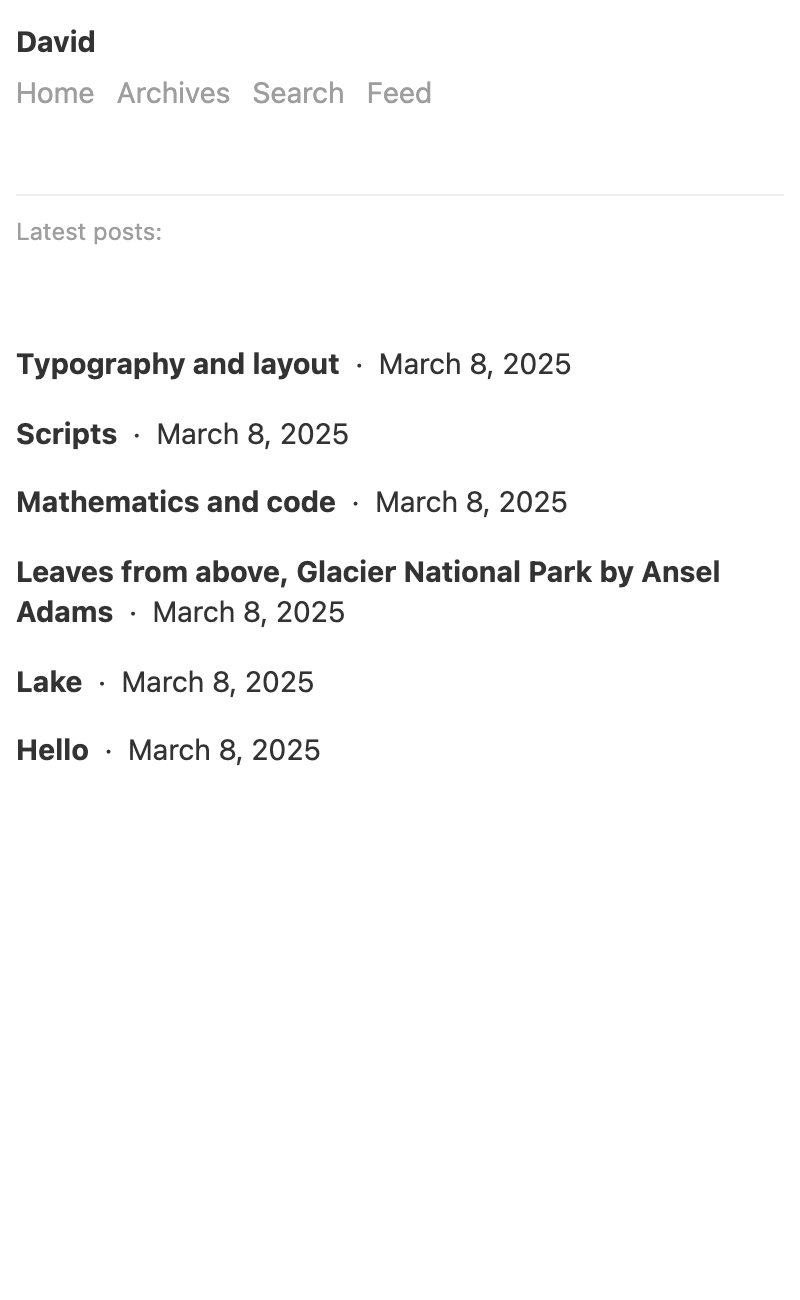 David
Home Archives Search Feed
Latest posts:
Typography and layout · March 8, 2025
Scripts · March 8, 2025
Mathematics and code · March 8, 2025
Leaves from above, Glacier National Park by Ansel
Adams · March 8, 2025
Lake · March 8, 2025
Hello · March 8, 2025